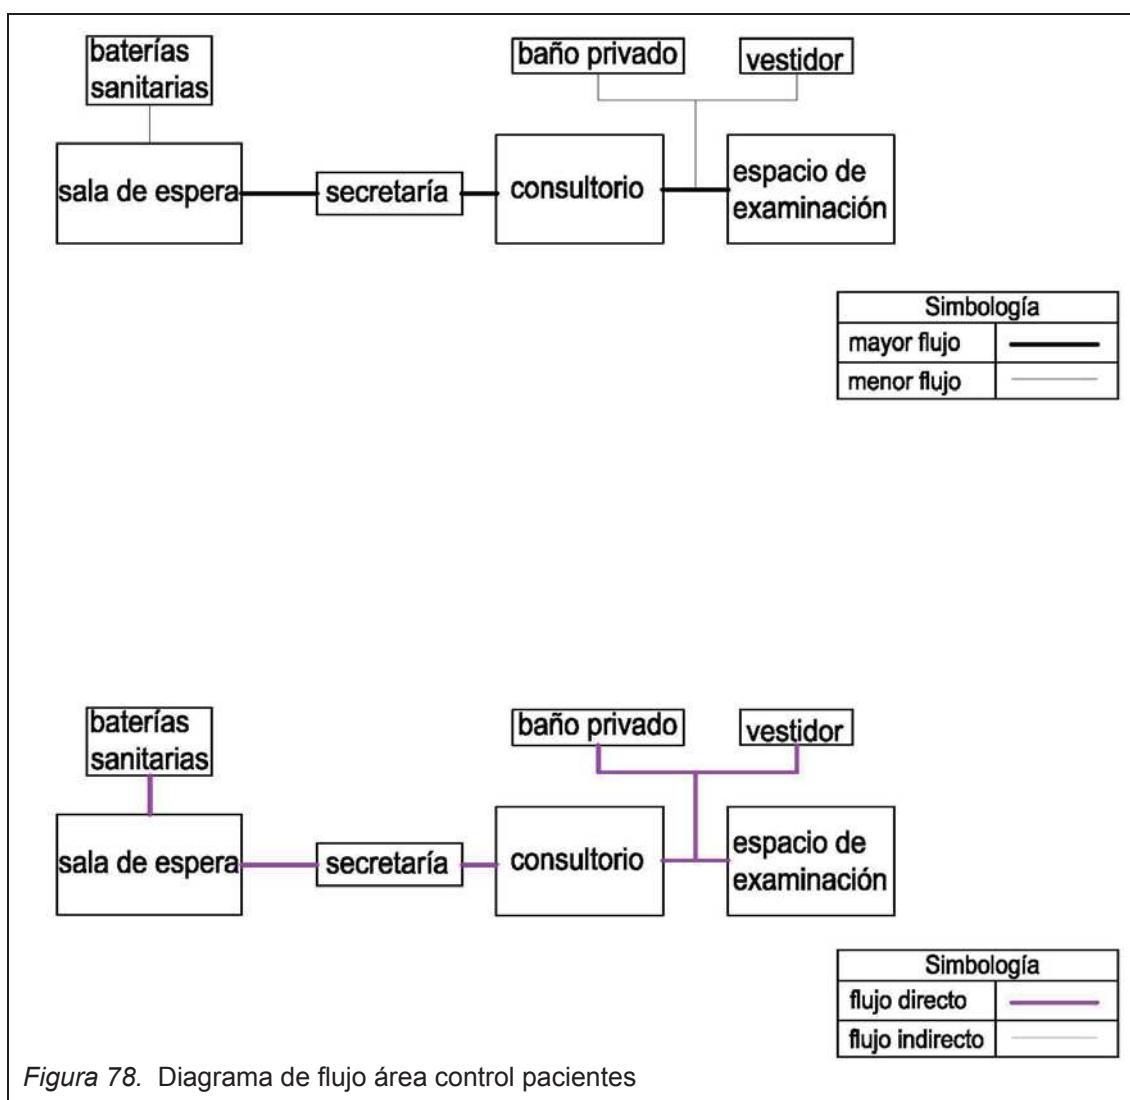 baterías
sanitarias
baño privado
vestidor
sala de espera
secretaría
consultorio
espacio de
examinación
Simbología
mayor flujo
menor flujo
baterías
sanitarias
baño privado
vestidor
sala de espera
secretaría
consultorio
espacio de
examinación
Simbología
flujo directo
flujo indirecto
Figura 78. Diagrama de flujo área control pacientes